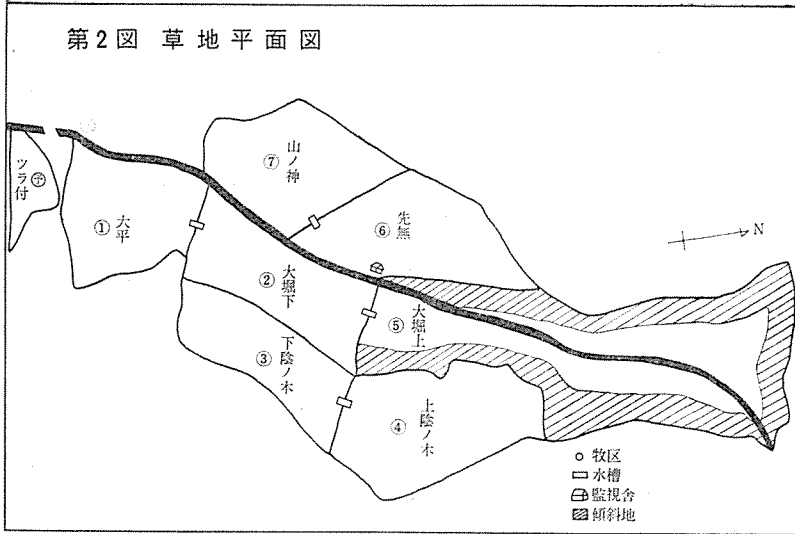 第2図 草地平面図
⑦ 山ノ神
予 ツラ付
① 大平
⑥ 先無
N
② 大堀下
⑤ 大堀上
③ 下陰ノ木
④ 上陰ノ木
牧区
水槽
監視舎
傾斜地